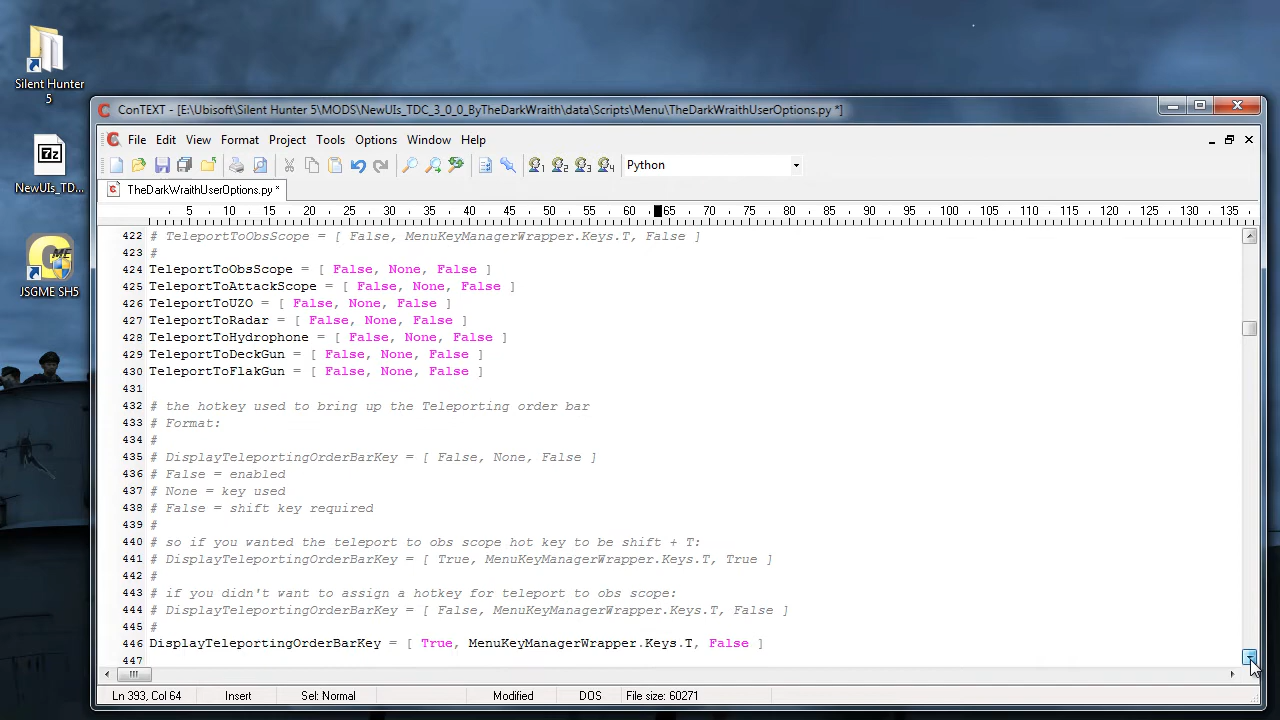 Silent Hunter
5
7z
NewUIs_TD...
ME
JSGME SH5
C ConTEXT - [E:\Ubisoft\Silent Hunter 5\MODS\NewUIs_TDC_3_0_0_ByTheDarkWraith\data\Scripts\Menu\TheDarkWraithUserOptions.py *]
File Edit View Format Project Tools Options Window Help
1 2 3 4 Python
TheDarkWraithUserOptions.py *
5 10 15 20 25 30 35 40 45 50 55 60 65 70 75 80 85 90 95 100 105 110 115 120 125 130 135
422 # TeleportToObsScope = [ False, MenuKeyManagerWrapper.Keys.T, False ]
423 #
424 TeleportToObsScope = [ False, None, False ]
425 TeleportToAttackScope = [ False, None, False ]
426 TeleportToUZO = [ False, None, False ]
427 TeleportToRadar = [ False, None, False ]
428 TeleportToHydrophone = [ False, None, False ]
429 TeleportToDeckGun = [ False, None, False ]
430 TeleportToFlakGun = [ False, None, False ]
431
432 # the hotkey used to bring up the Teleporting order bar
433 # Format:
434 #
435 # DisplayTeleportingOrderBarKey = [ False, None, False ]
436 # False = enabled
437 # None = key used
438 # False = shift key required
439 #
440 # so if you wanted the teleport to obs scope hot key to be shift + T:
441 # DisplayTeleportingOrderBarKey = [ True, MenuKeyManagerWrapper.Keys.T, True ]
442 #
443 # if you didn't want to assign a hotkey for teleport to obs scope:
444 # DisplayTeleportingOrderBarKey = [ False, MenuKeyManagerWrapper.Keys.T, False ]
445 #
446 DisplayTeleportingOrderBarKey = [ True, MenuKeyManagerWrapper.Keys.T, False ]
447
Ln 393, Col 64 Insert Sel: Normal Modified DOS File size: 60271